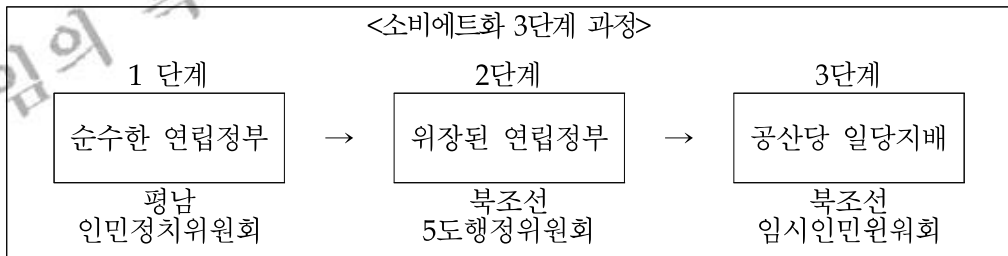 <소비에트화 3단계 과정>
1 단계 2단계 3단계
순수한 연립정부 → 위장된 연립정부 → 공산당 일당지배
평남 북조선 북조선
인민정치위원회 5도행정위원회 임시인민원워회
임의